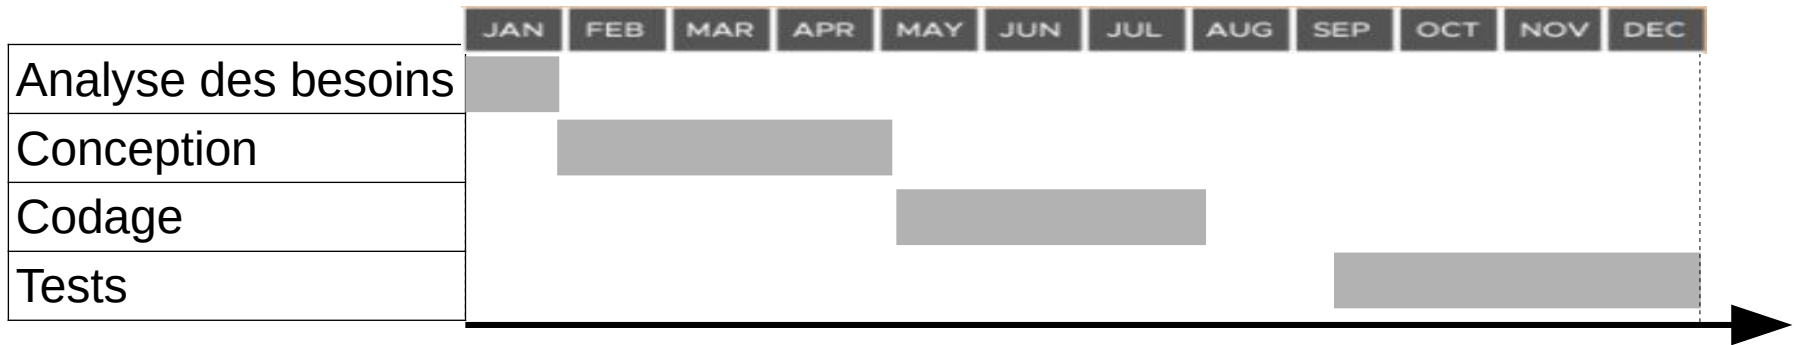 JAN FEB MAR APR MAY JUN JUL AUG SEP OCT NOV DEC
Analyse des besoins
Conception
Codage
Tests